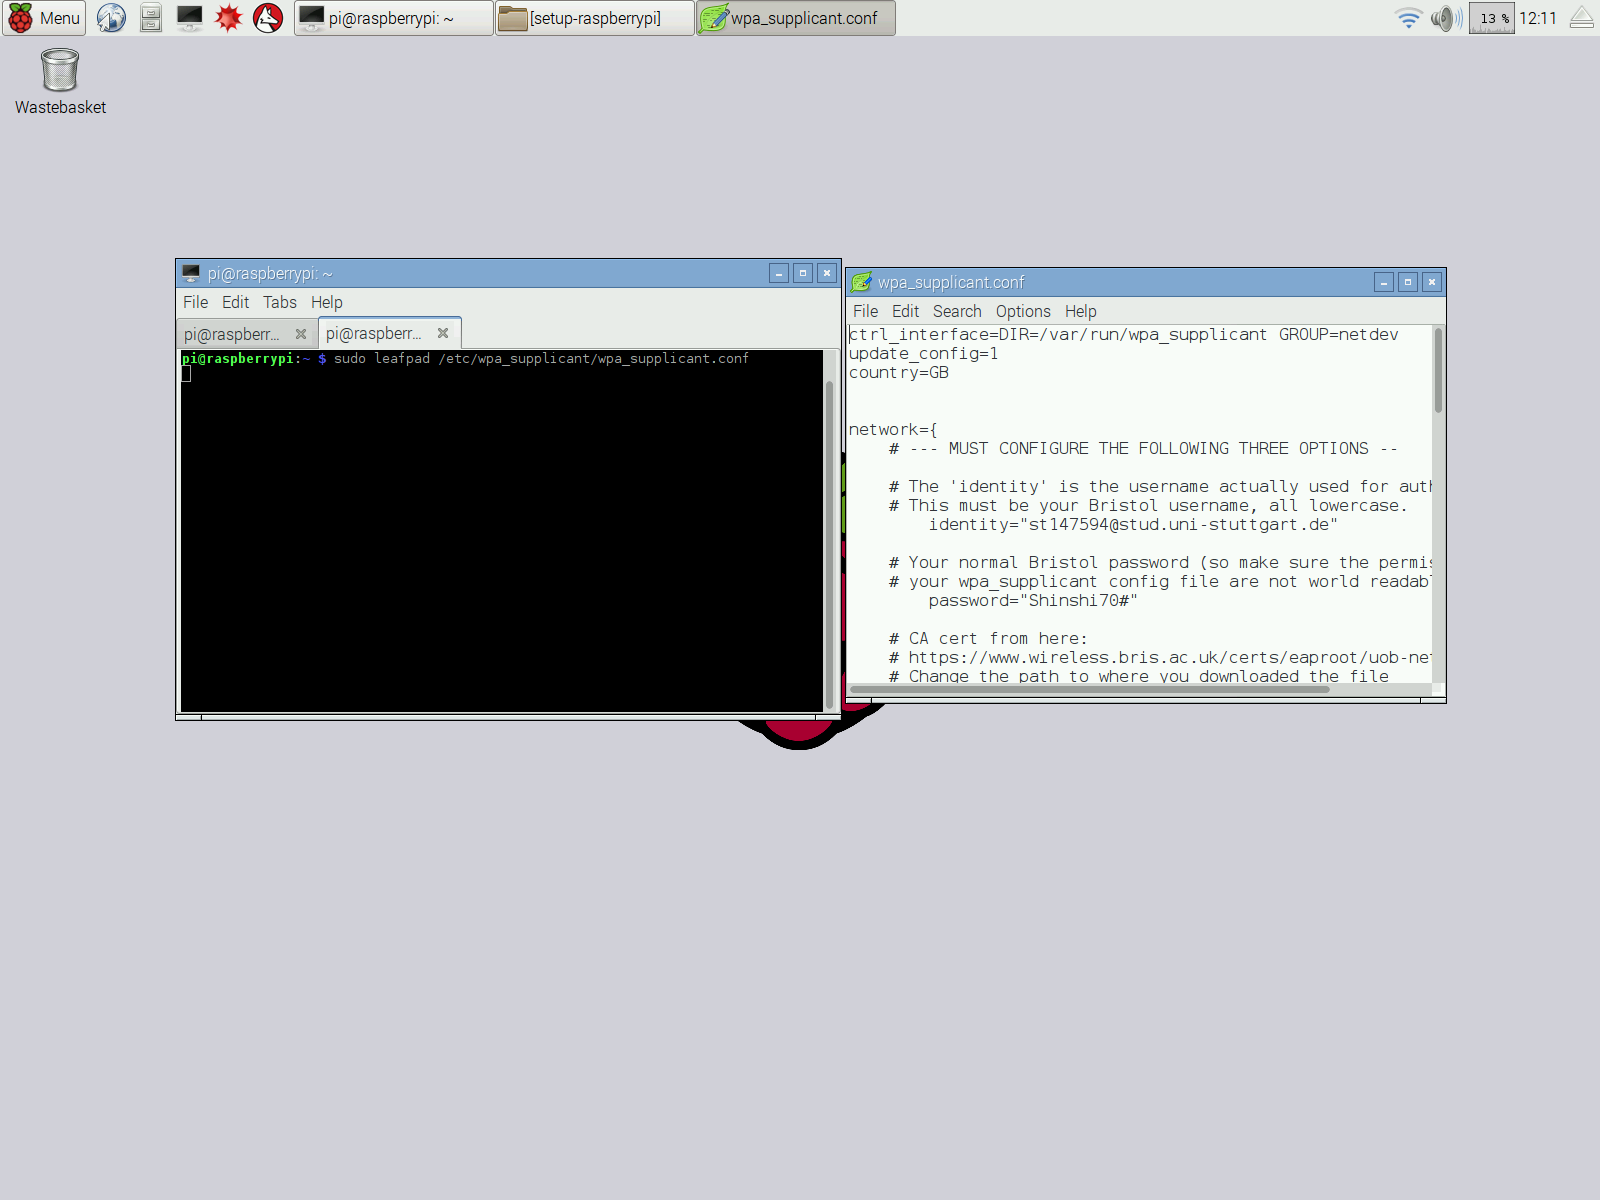 Menu
pi@raspberrypi: ~
[setup-raspberrypi]
wpa_supplicant.conf
13 %
12:11
Wastebasket
pi@raspberrypi: ~
File Edit Tabs Help
pi@raspberr...
pi@raspberr...
pi@raspberrypi:~ $ sudo leafpad /etc/wpa_supplicant/wpa_supplicant.conf
wpa_supplicant.conf
File Edit Search Options Help
ctrl_interface=DIR=/var/run/wpa_supplicant GROUP=netdev
update_config=1
country=GB
network={
# --- MUST CONFIGURE THE FOLLOWING THREE OPTIONS --
# The 'identity' is the username actually used for aut
# This must be your Bristol username, all lowercase.
identity="st147594@stud.uni-stuttgart.de"
# Your normal Bristol password (so make sure the permis
# your wpa_supplicant config file are not world readab
password="Shinshi70#"
# CA cert from here:
# https://www.wireless.bris.ac.uk/certs/eaproot/uob-ne
# Change the path to where you downloaded the file